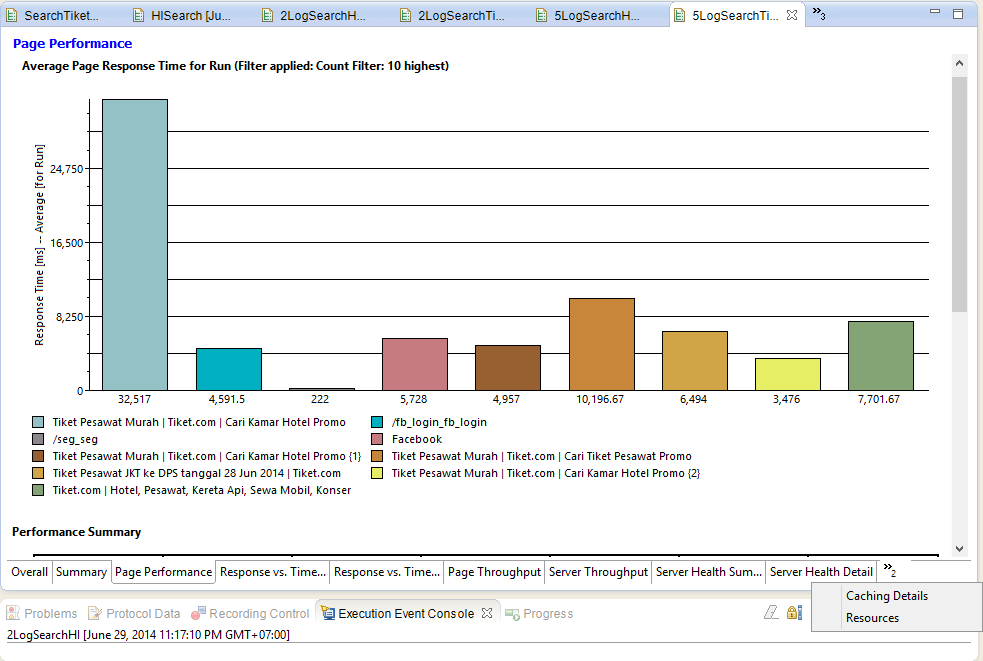 SearchTiket... HISearch [Ju... 2LogSearchH... 2LogSearchTi... 5LogSearchH... 5LogSearchTi... »3
Page Performance
Average Page Response Time for Run (Filter applied: Count Filter: 10 highest)
Response Time [ms] -- Average [for Run]
24,750
16,500
8,250
0
32,517 4,591.5 222 5,728 4,957 10,196.67 6,494 3,476 7,701.67
Tiket Pesawat Murah | Tiket.com | Cari Kamar Hotel Promo /fb_login_fb_login
/seg_seg Facebook
Tiket Pesawat Murah | Tiket.com | Cari Kamar Hotel Promo {1} Tiket Pesawat Murah | Tiket.com | Cari Tiket Pesawat Promo
Tiket Pesawat JKT ke DPS tanggal 28 Jun 2014 | Tiket.com Tiket Pesawat Murah | Tiket.com | Cari Kamar Hotel Promo {2}
Tiket.com | Hotel, Pesawat, Kereta Api, Sewa Mobil, Konser
Performance Summary
Overall Summary Page Performance Response vs. Time... Response vs. Time... Page Throughput Server Throughput Server Health Sum... Server Health Detail »2
Caching Details
Resources
Problems Protocol Data Recording Control Execution Event Console Progress
2LogSearchHI [June 29, 2014 11:17:10 PM GMT+07:00]